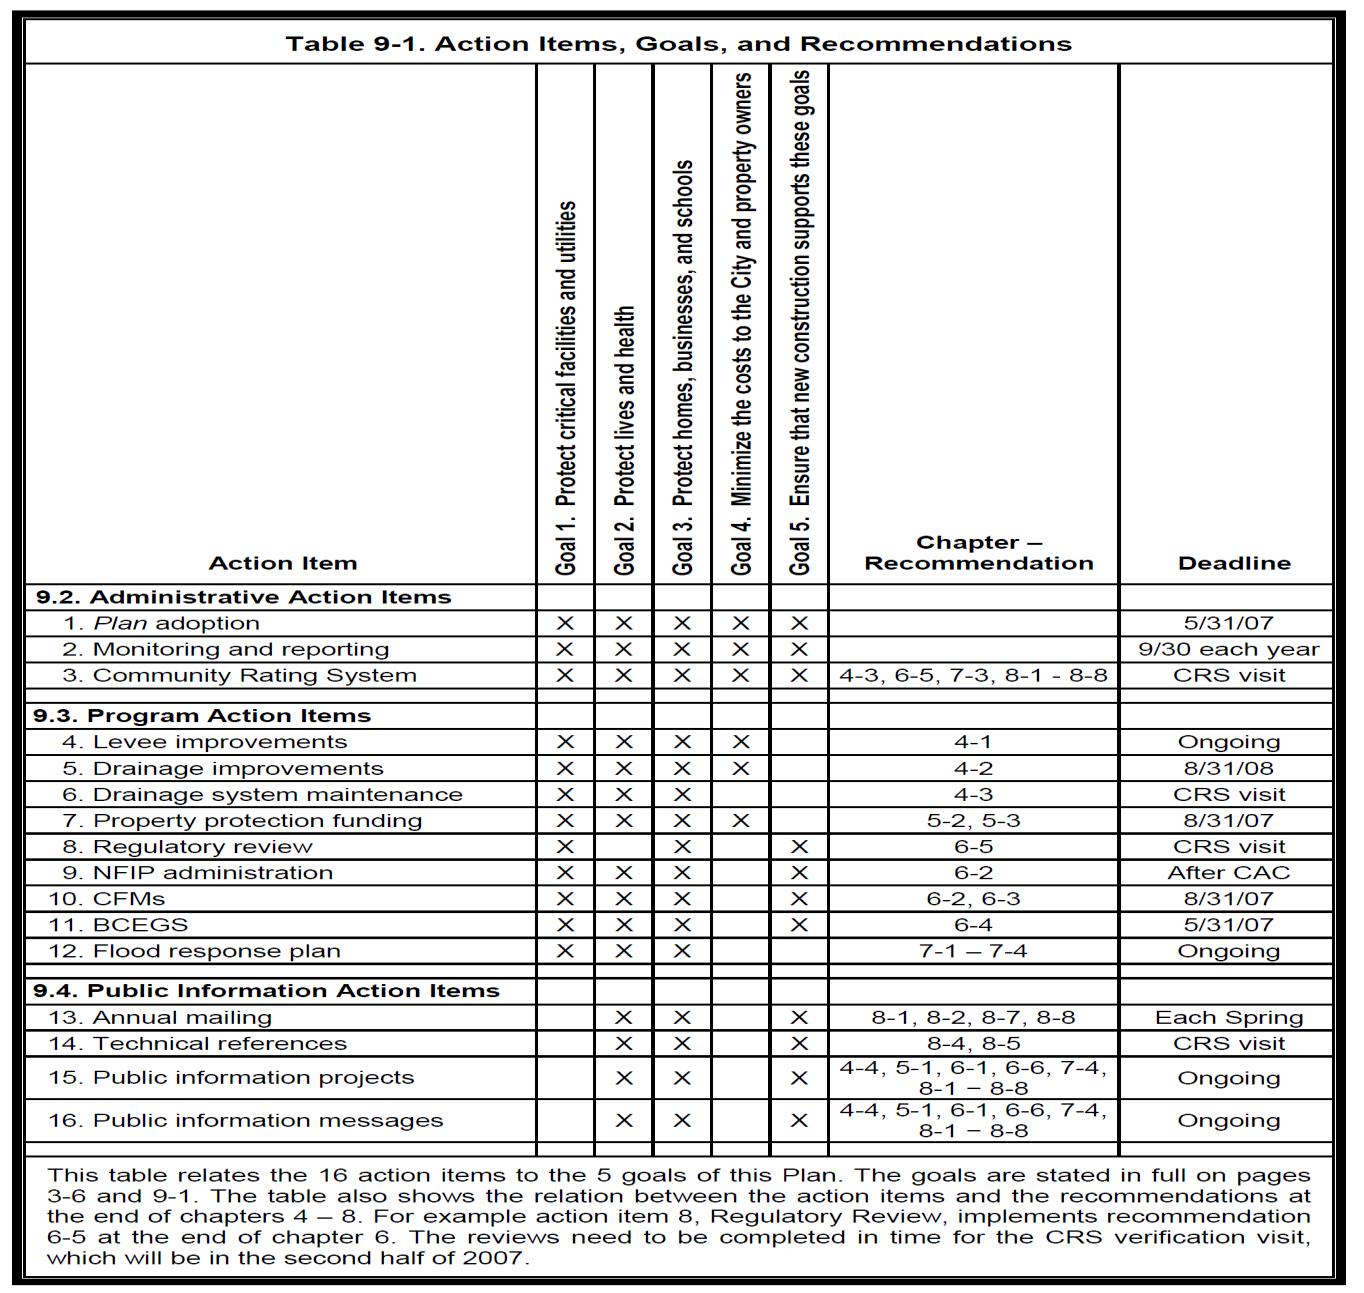 Table 9-1. Action Items, Goals, and Recommendations
Action Item
Goal 1. Protect critical facilities and utilities
Goal 2. Protect lives and health
Goal 3. Protect homes, businesses, and schools
Goal 4. Minimize the costs to the City and property owners
Goal 5. Ensure that new construction supports these goals
Chapter –
Recommendation
Deadline
9.2. Administrative Action Items
1. Plan adoption X X X X X 5/31/07
2. Monitoring and reporting X X X X X 9/30 each year
3. Community Rating System X X X X X 4-3, 6-5, 7-3, 8-1 - 8-8 CRS visit
9.3. Program Action Items
4. Levee improvements X X X X 4-1 Ongoing
5. Drainage improvements X X X X 4-2 8/31/08
6. Drainage system maintenance X X X 4-3 CRS visit
7. Property protection funding X X X X 5-2, 5-3 8/31/07
8. Regulatory review X X X 6-5 CRS visit
9. NFIP administration X X X X 6-2 After CAC
10. CFMs X X X X 6-2, 6-3 8/31/07
11. BCEGS X X X X 6-4 5/31/07
12. Flood response plan X X X 7-1 – 7-4 Ongoing
9.4. Public Information Action Items
13. Annual mailing X X X 8-1, 8-2, 8-7, 8-8 Each Spring
14. Technical references X X X 8-4, 8-5 CRS visit
15. Public information projects X X X 4-4, 5-1, 6-1, 6-6, 7-4,
8-1 – 8-8 Ongoing
16. Public information messages X X X 4-4, 5-1, 6-1, 6-6, 7-4,
8-1 – 8-8 Ongoing
This table relates the 16 action items to the 5 goals of this Plan. The goals are stated in full on pages
3-6 and 9-1. The table also shows the relation between the action items and the recommendations at
the end of chapters 4 – 8. For example action item 8, Regulatory Review, implements recommendation
6-5 at the end of chapter 6. The reviews need to be completed in time for the CRS verification visit,
which will be in the second half of 2007.